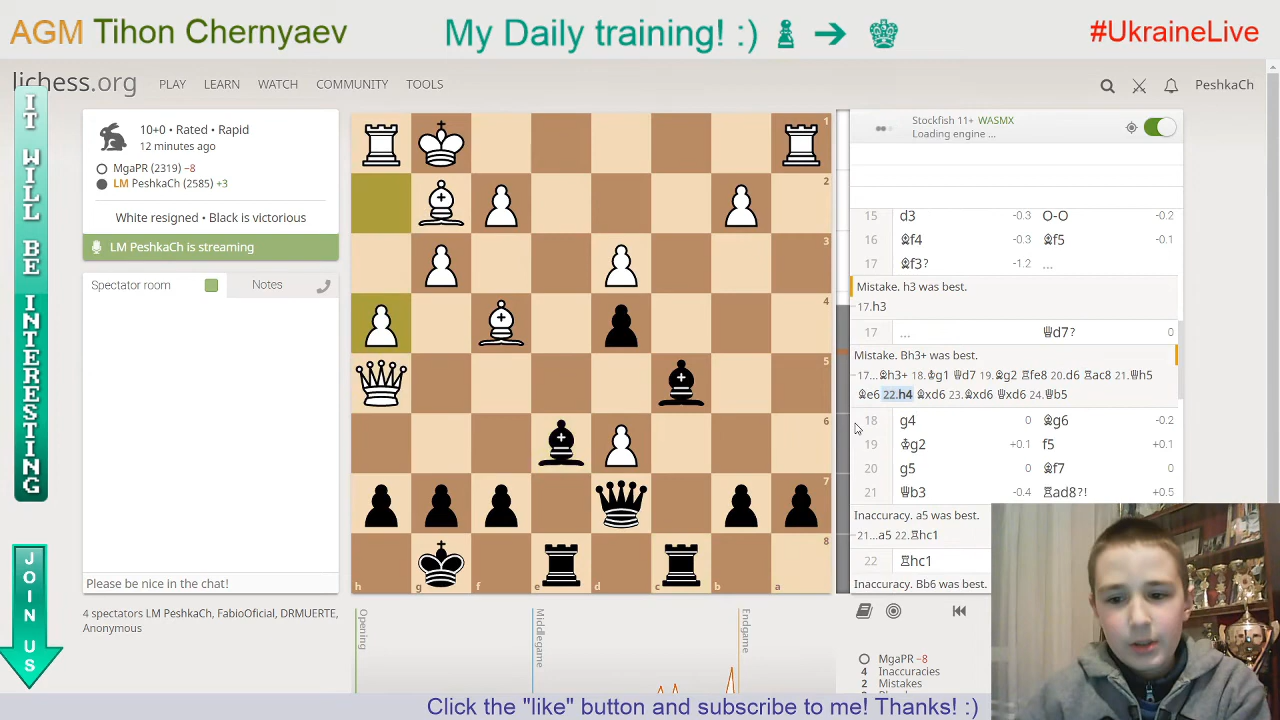 AGM Tihon Chernyaev
My Daily training! :)
#UkraineLive
lichess.org
PLAY LEARN WATCH COMMUNITY TOOLS
PeshkaCh
IT WILL BE INTERESTING
JOIN US
10+0 • Rated • Rapid
12 minutes ago
MgaPR (2319) −8
LM PeshkaCh (2585) +3
White resigned • Black is victorious
LM PeshkaCh is streaming
Spectator room
Notes
Please be nice in the chat!
4 spectators LM PeshkaCh, FabioOficial, DRMUERTE,
Anonymous
1
2
3
4
5
6
7
8
h g f e d c b a
Opening
Middlegame
Endgame
Stockfish 11+ WASMX
Loading engine ...
15 d3 -0.3 O-O -0.2
16 ♗f4 -0.3 ♗f5 -0.1
17 ♗f3? -1.2 ...
Mistake. h3 was best.
17.h3
17 ... ♕d7? 0
Mistake. Bh3+ was best.
17...♗h3+ 18.♔g1 ♕d7 19.♗g2 ♖fe8 20.d6 ♖ac8 21.♕h5
♗e6 22.h4 ♗xd6 23.♗xd6 ♕xd6 24.♕b5
18 g4 0 ♗g6 -0.2
19 ♔g2 +0.1 f5 +0.1
20 g5 0 ♗f7 0
21 ♕b3 -0.4 ♖ad8?! +0.5
Inaccuracy. a5 was best.
21...a5 22.♖hc1
22 ♖hc1
Inaccuracy. Bb6 was best.
MgaPR −8
4 Inaccuracies
2 Mistakes
Click the "like" button and subscribe to me! Thanks! :)